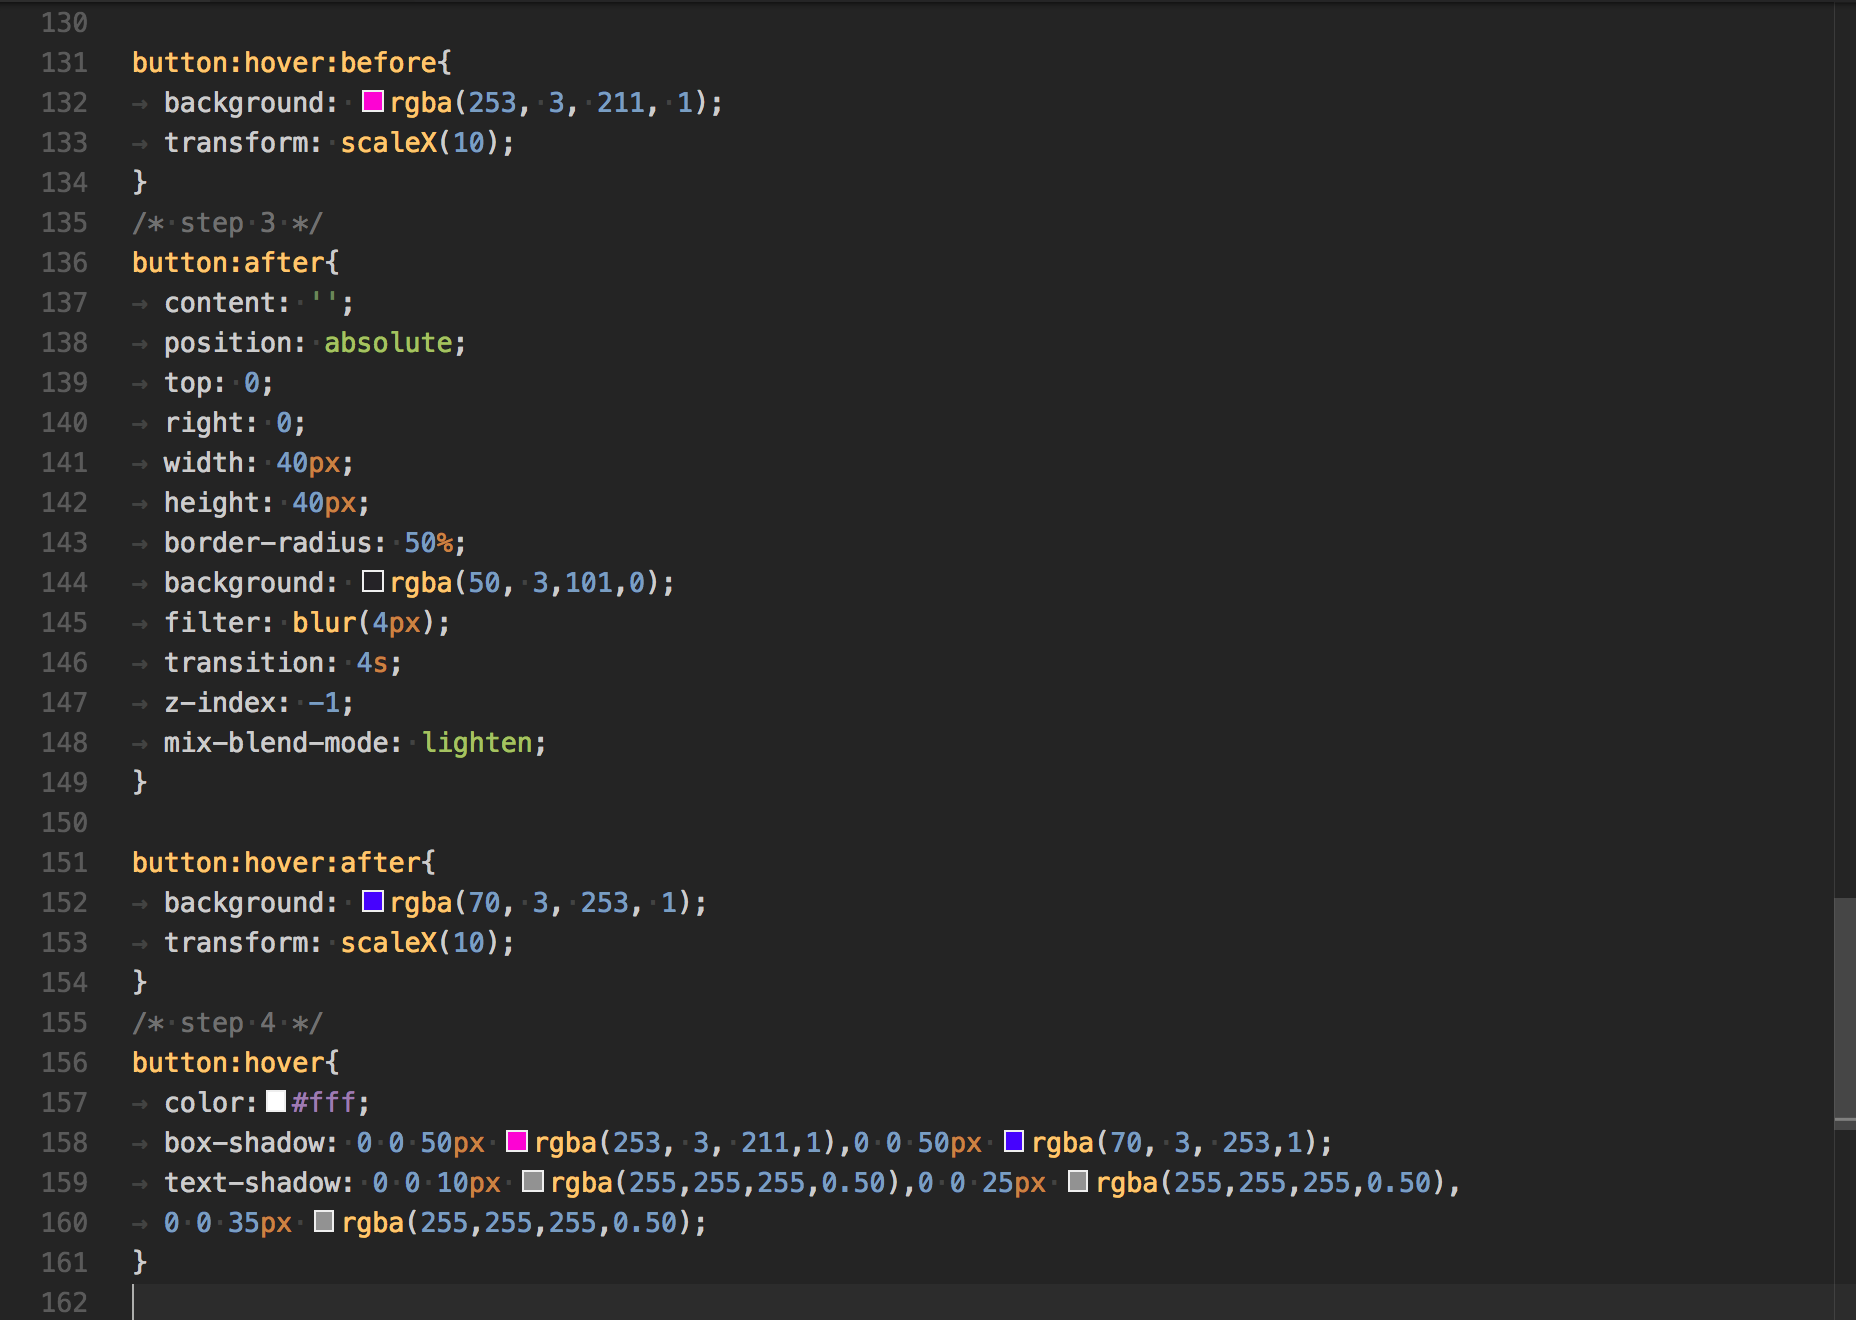 130
131 button:hover:before{
132 background: rgba(253, 3, 211, 1);
133 transform: scaleX(10);
134 }
135 /* step 3 */
136 button:after{
137 content: '';
138 position: absolute;
139 top: 0;
140 right: 0;
141 width: 40px;
142 height: 40px;
143 border-radius: 50%;
144 background: rgba(50, 3,101,0);
145 filter: blur(4px);
146 transition: 4s;
147 z-index: -1;
148 mix-blend-mode: lighten;
149 }
150
151 button:hover:after{
152 background: rgba(70, 3, 253, 1);
153 transform: scaleX(10);
154 }
155 /* step 4 */
156 button:hover{
157 color: #fff;
158 box-shadow: 0 0 50px rgba(253, 3, 211,1),0 0 50px rgba(70, 3, 253,1);
159 text-shadow: 0 0 10px rgba(255,255,255,0.50),0 0 25px rgba(255,255,255,0.50),
160 0 0 35px rgba(255,255,255,0.50);
161 }
162